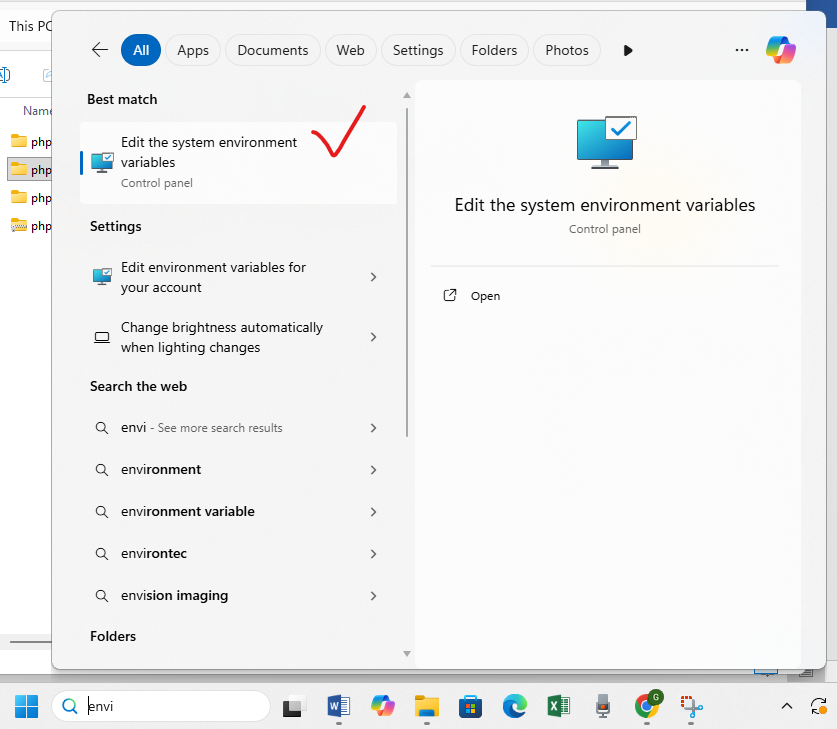 This PC
All
Apps
Documents
Web
Settings
Folders
Photos
Name
php
php
php
php
Best match
Edit the system environment
variables
Control panel
Settings
Edit environment variables for
your account
Change brightness automatically
when lighting changes
Search the web
envi - See more search results
environment
environment variable
environtec
envision imaging
Folders
Edit the system environment variables
Control panel
Open
envi
G